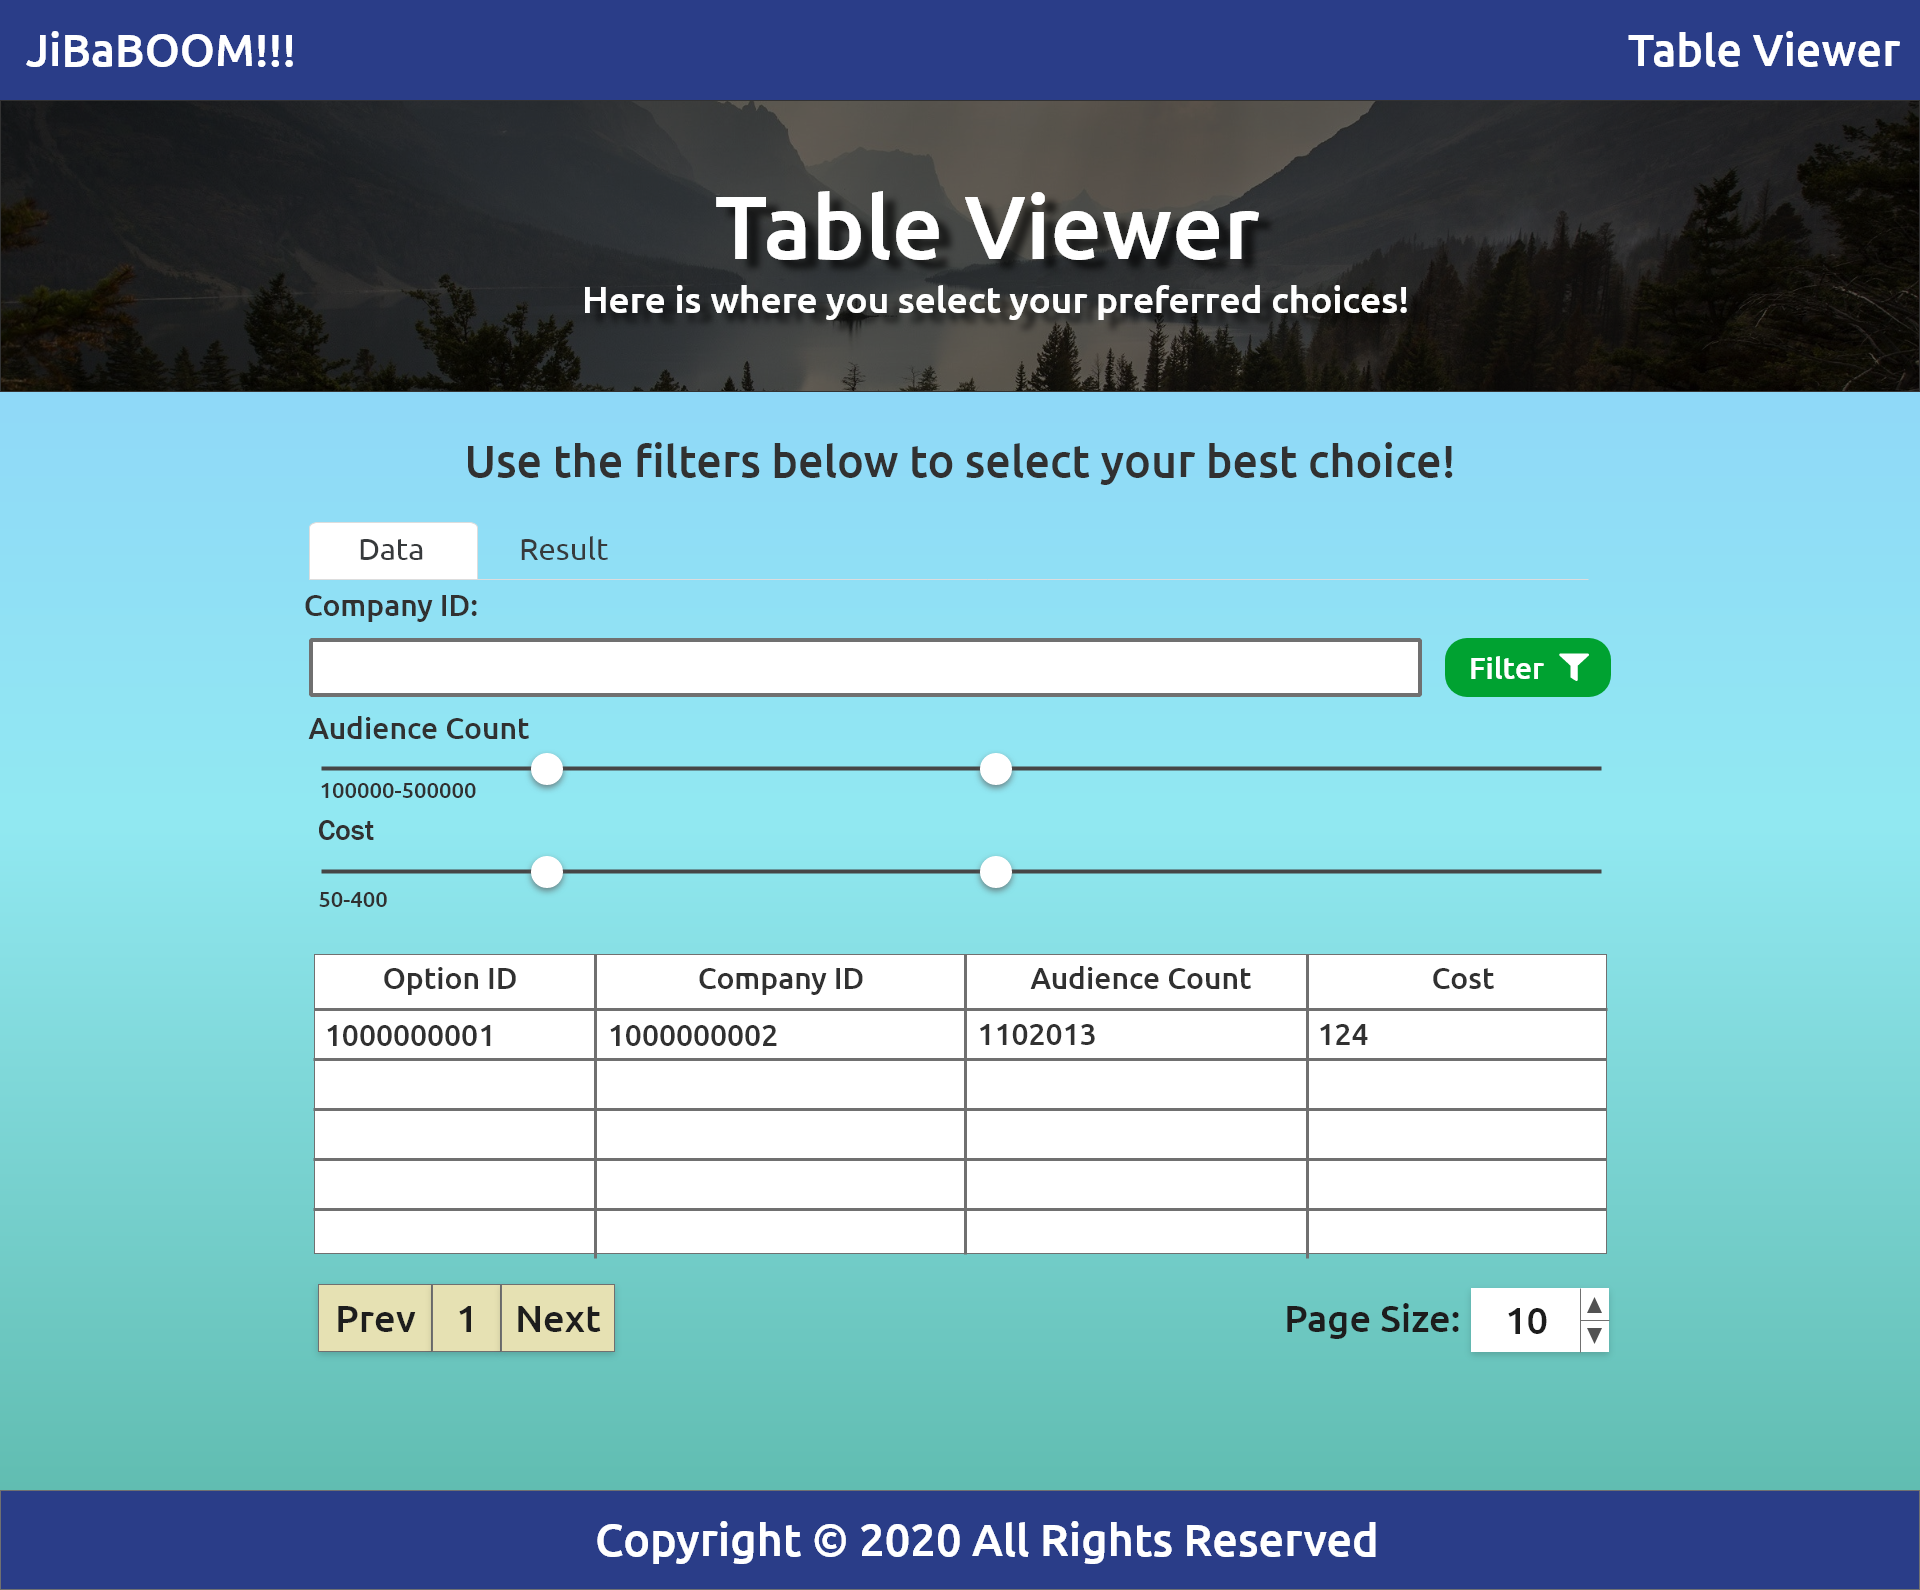 JiBaBOOM!!! Table Viewer
Table Viewer
Here is where you select your preferred choices!
Use the filters below to select your best choice!
Data Result
Company ID:
Filter
Audience Count
100000-500000
Cost
50-400
Option ID Company ID Audience Count Cost
1000000001 1000000002 1102013 124
Prev 1 Next Page Size: 10
Copyright © 2020 All Rights Reserved